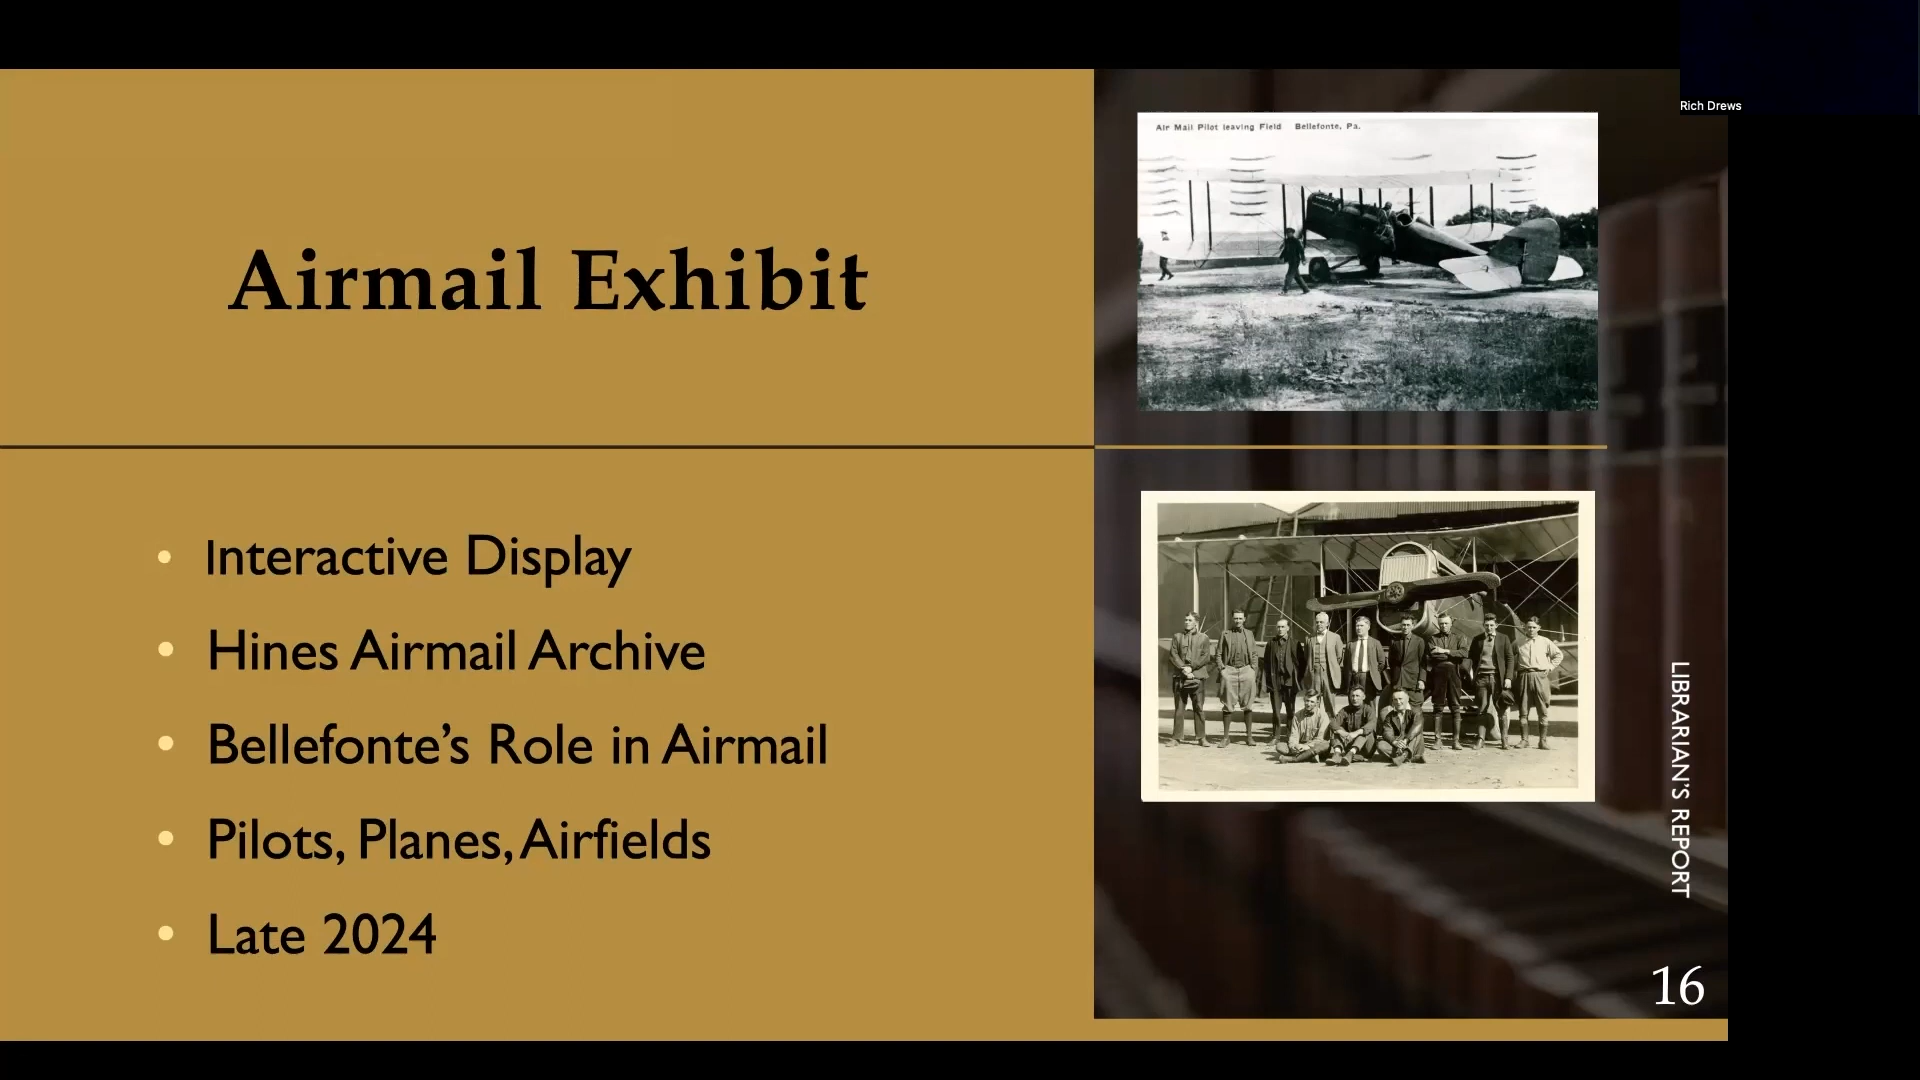 Rich Drews
Air Mail Pilot leaving Field Bellefonte, Pa.
Airmail Exhibit
• Interactive Display
• Hines Airmail Archive
• Bellefonte’s Role in Airmail
• Pilots, Planes, Airfields
• Late 2024
LIBRARIAN’S REPORT
16